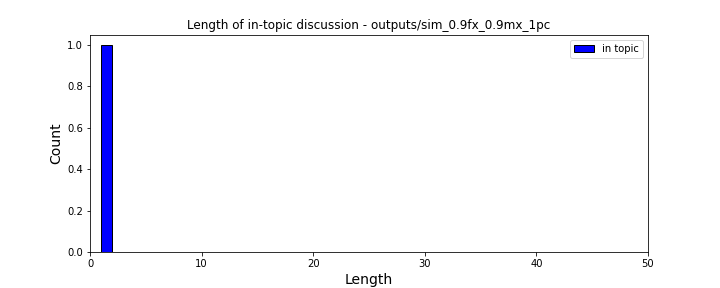 Length of in-topic discussion - outputs/sim_0.9fx_0.9mx_1pc
in topic
Count
1.0
0.8
0.6
0.4
0.2
0.0
0 10 20 30 40 50
Length